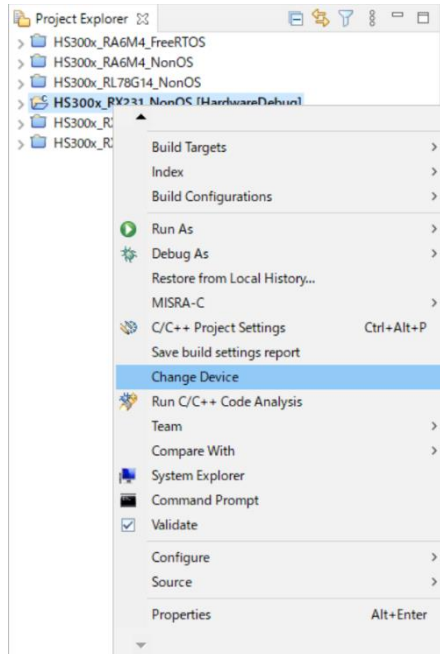 Project Explorer
HS300x_RA6M4_FreeRTOS
HS300x_RA6M4_NonOS
HS300x_RL78G14_NonOS
HS300x_RX231_NonOS [HardwareDebug]
HS300x_R
HS300x_R
Build Targets
Index
Build Configurations
Run As
Debug As
Restore from Local History...
MISRA-C
C/C++ Project Settings Ctrl+Alt+P
Save build settings report
Change Device
Run C/C++ Code Analysis
Team
Compare With
System Explorer
Command Prompt
Validate
Configure
Source
Properties Alt+Enter